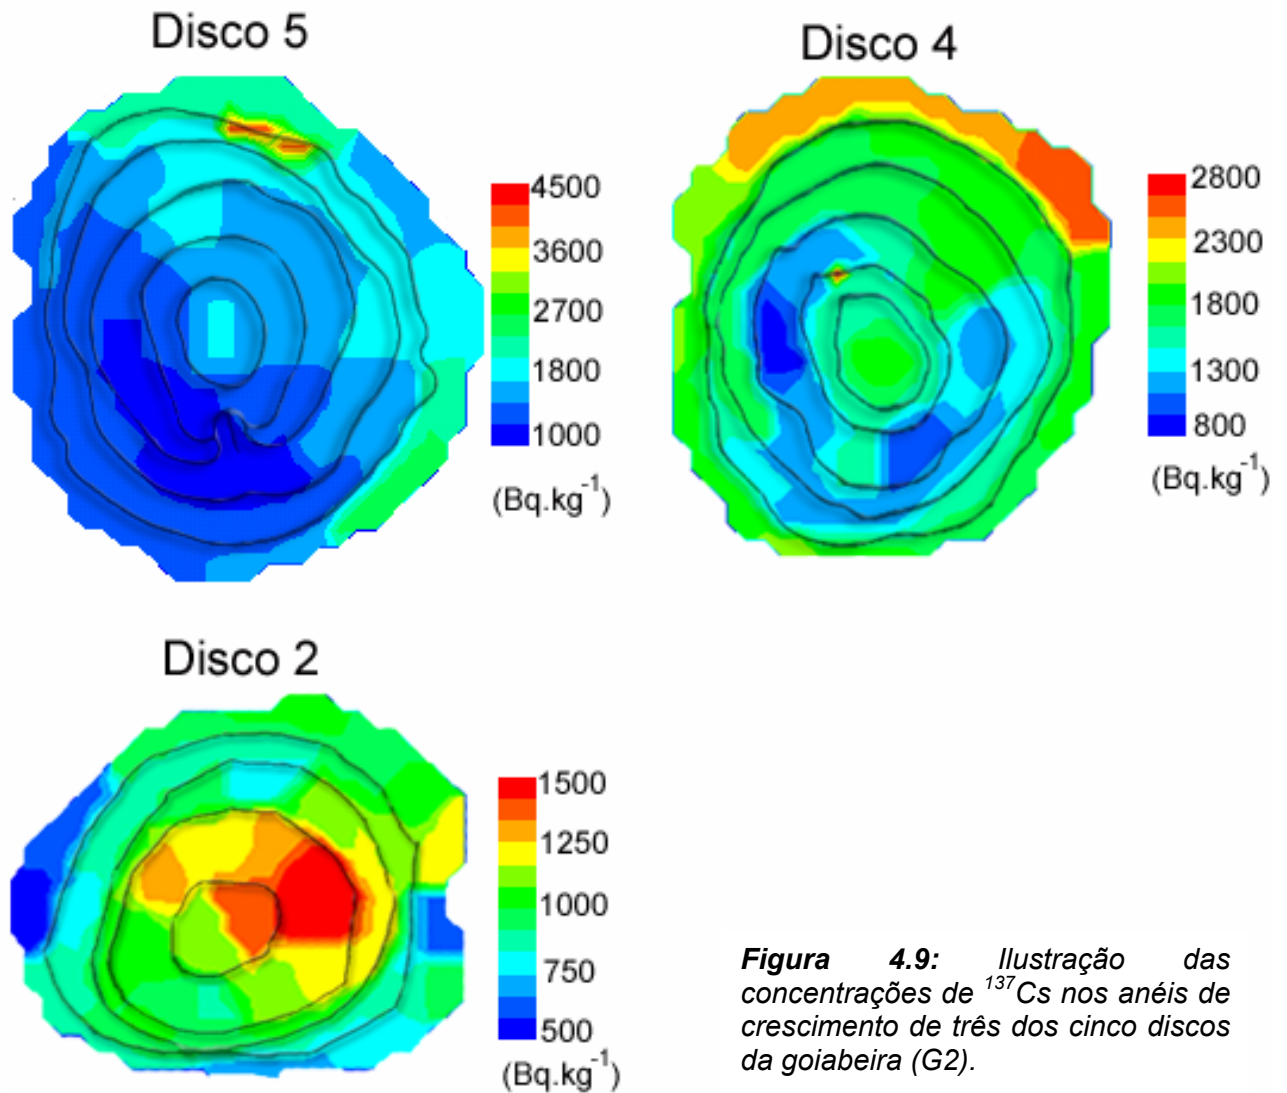 Disco 5
Disco 4
4500
3600
2700
1800
1000
(Bq.kg⁻¹)
2800
2300
1800
1300
800
(Bq.kg⁻¹)
Disco 2
1500
1250
1000
750
500
(Bq.kg⁻¹)
Figura 4.9: Ilustração das
concentrações de ¹³⁷Cs nos anéis de
crescimento de três dos cinco discos
da goiabeira (G2).